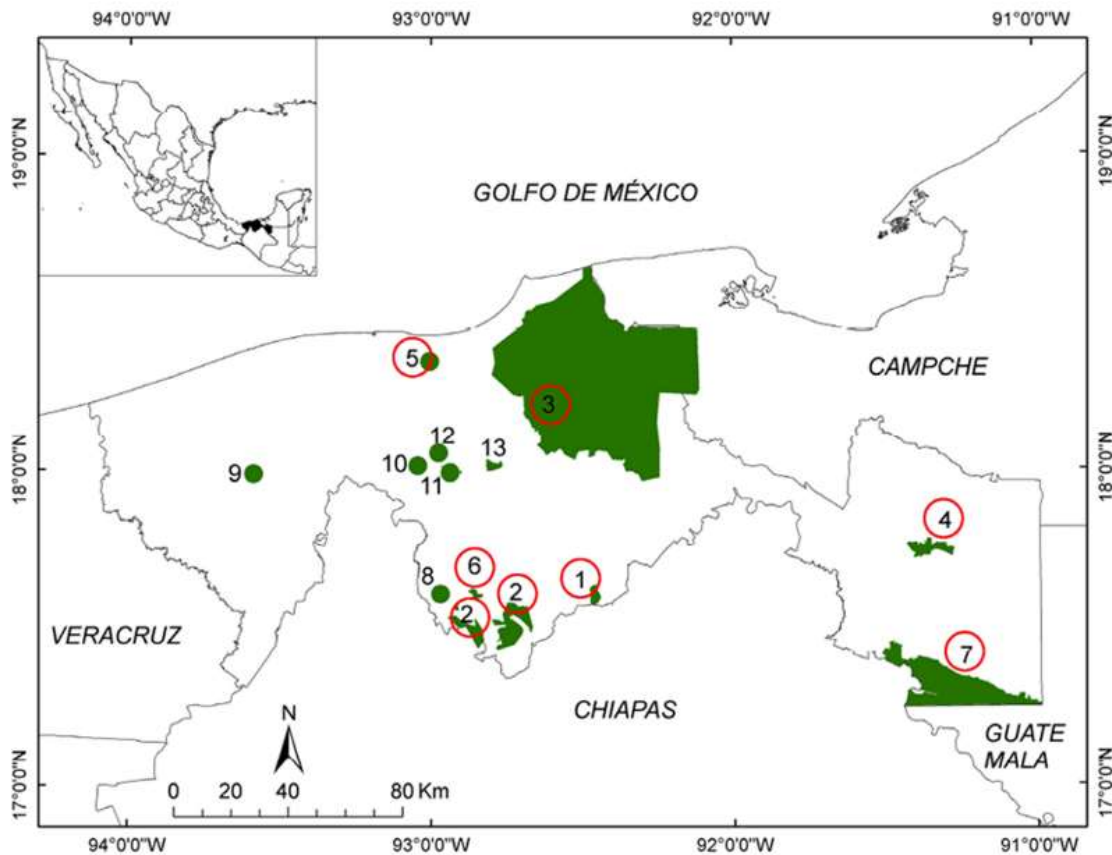 94°0'0"W 93°0'0"W 92°0'0"W 91°0'0"W
19°0'0"N
19°0'0"N
GOLFO DE MÉXICO
CAMPCHE
5
3
12
13
10
11
9
18°0'0"N
18°0'0"N
4
6
1
8
2
2
7
VERACRUZ
CHIAPAS
GUATE
MALA
N
0 20 40 80 Km
17°0'0"N
17°0'0"N
94°0'0"W 93°0'0"W 92°0'0"W 91°0'0"W